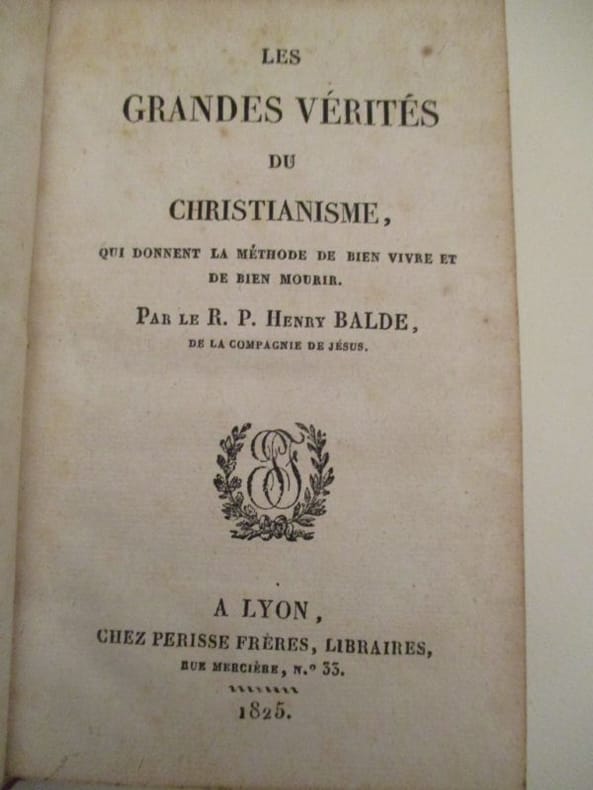 LES
GRANDES VÉRITÉS
DU
CHRISTIANISME,
QUI DONNENT LA MÉTHODE DE BIEN VIVRE ET
DE BIEN MOURIR.
PAR LE R. P. HENRY BALDE,
DE LA COMPAGNIE DE JÉSUS.
A LYON,
CHEZ PERISSE FRÈRES, LIBRAIRES,
RUE MERCIÈRE, N.º 33.
1825.